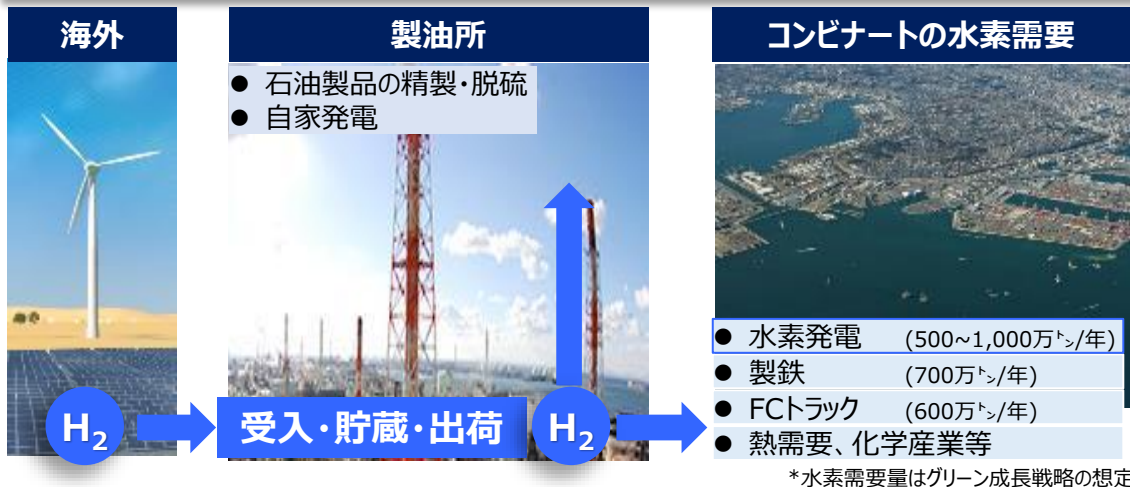 海外
製油所
コンビナートの水素需要
● 石油製品の精製・脱硫
● 自家発電
● 水素発電 (500~1,000万㌧/年)
● 製鉄 (700万㌧/年)
● FCトラック (600万㌧/年)
● 熱需要、化学産業等
H₂
受入・貯蔵・出荷
H₂
*水素需要量はグリーン成長戦略の想定